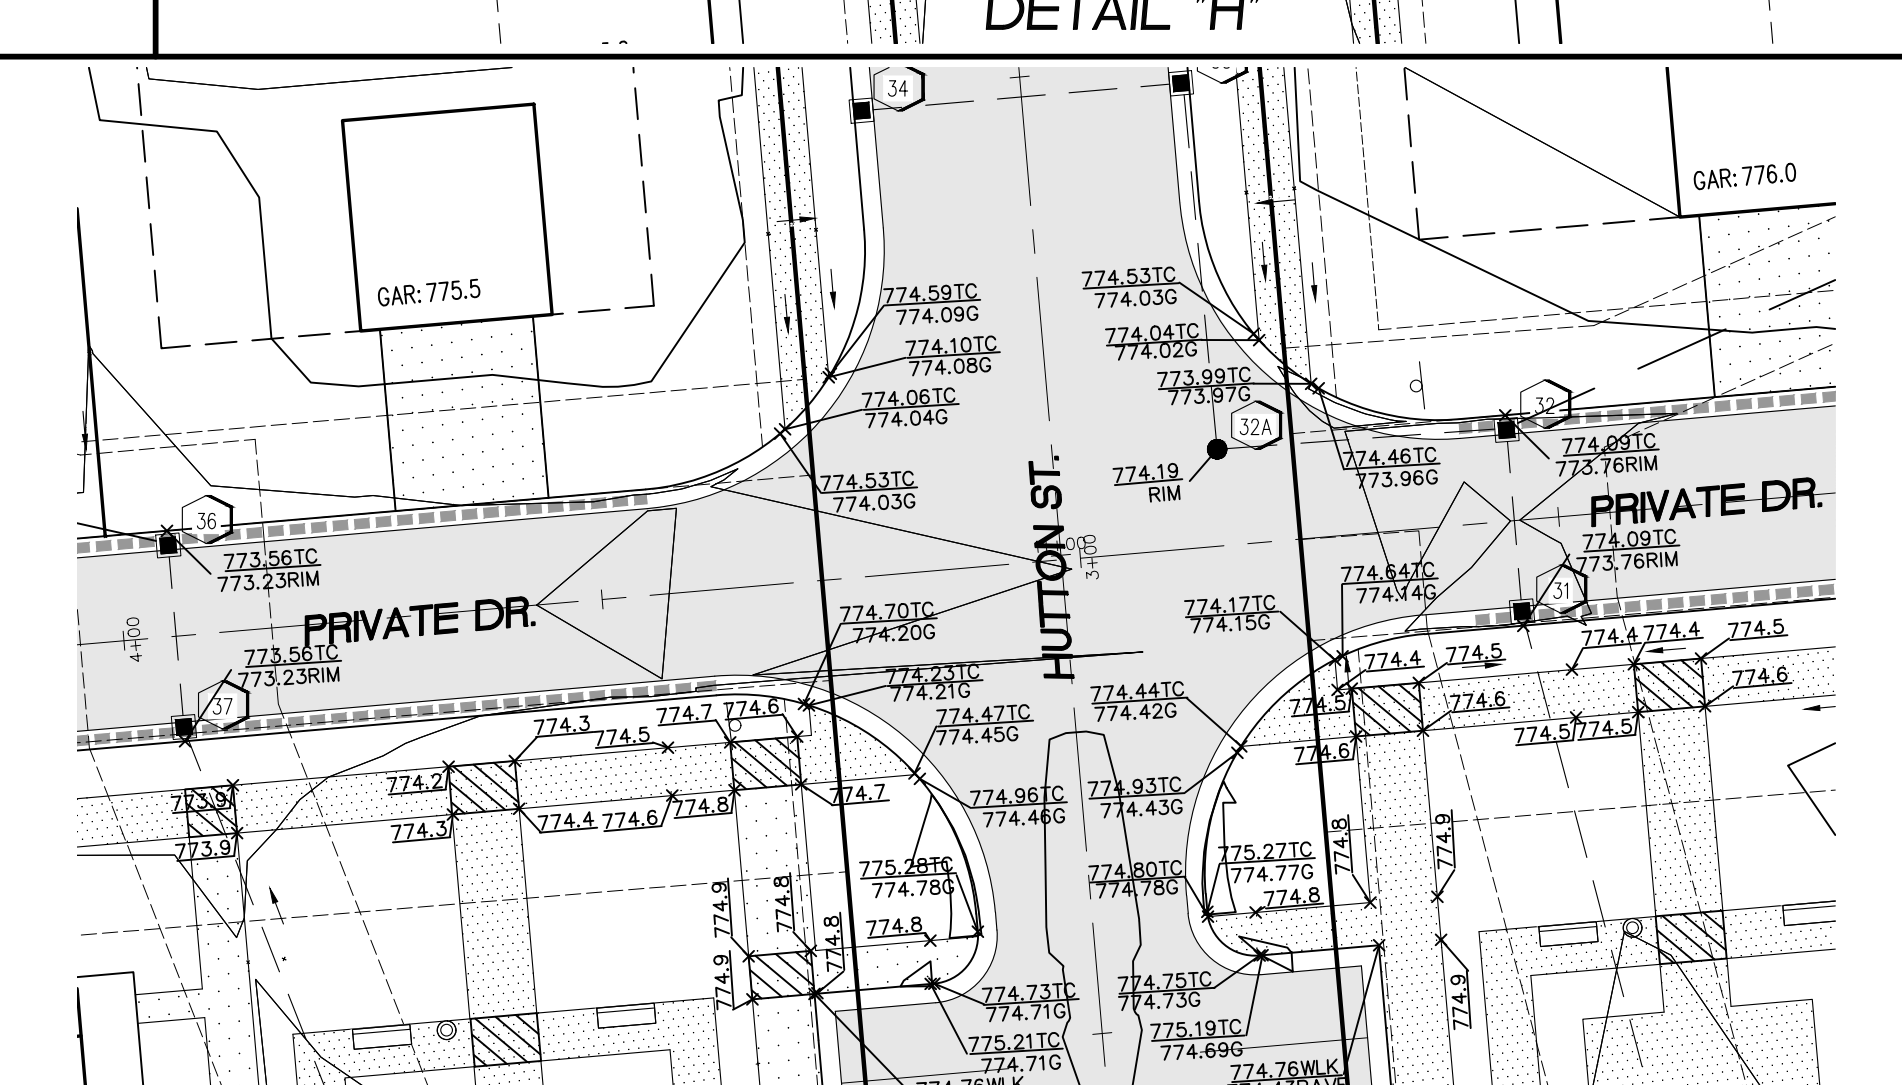 DETAIL "H"
34
GAR: 776.0
GAR: 775.5
774.59TC
774.09G
774.53TC
774.03G
774.10TC
774.08G
774.04TC
774.02G
774.06TC
774.04G
773.99TC
773.97G
32
32A
774.53TC
774.03G
774.19
RIM
774.46TC
773.96G
774.09TC
773.76RIM
HUTTON ST.
PRIVATE DR.
36
773.56TC
773.23RIM
00
3+00
774.09TC
773.76RIM
774.64TC
774.14G
31
PRIVATE DR.
4+00
774.70TC
774.20G
774.17TC
774.15G
773.56TC
773.23RIM
37
774.23TC
774.21G
774.44TC
774.42G
774.4
774.5
774.4
774.4
774.5
774.5
774.6
774.6
774.6
774.5
774.5
774.3
774.5
774.7
774.6
774.47TC
774.45G
774.2
774.3
774.4
774.6
774.8
774.7
773.9
773.9
774.96TC
774.46G
774.93TC
774.43G
774.8
774.9
775.28TC
774.78G
774.80TC
774.78G
775.27TC
774.77G
774.8
774.8
774.9
774.8
774.8
774.9
774.9
774.73TC
774.71G
774.75TC
774.73G
775.21TC
774.71G
775.19TC
774.69G
774.76WLK
774.76WLK